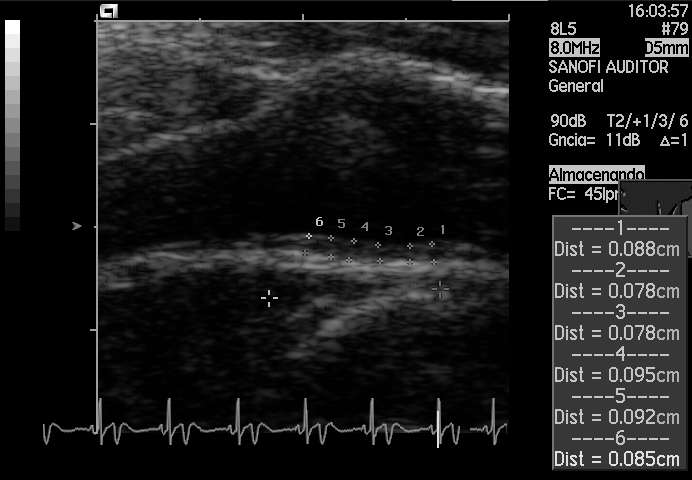 16:03:57
8L5 #79
8.0MHz D5mm
SANOFI AUDITOR
General
90dB T2/+1/3/ 6
Gncia= 11dB Δ=1
Almacenando
FC= 45lpm
6 5 4 3 2 1
----1----
Dist = 0.088cm
----2----
Dist = 0.078cm
----3----
Dist = 0.078cm
----4----
Dist = 0.095cm
----5----
Dist = 0.092cm
----6----
Dist = 0.085cm